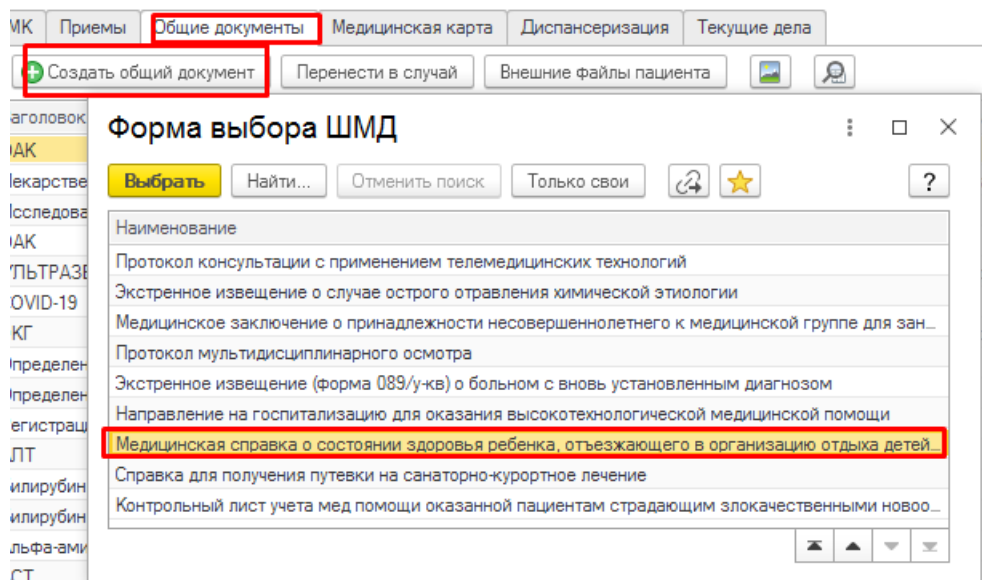 МК Приемы Общие документы Медицинская карта Диспансеризация Текущие дела
Создать общий документ Перенести в случай Внешние файлы пациента
аголовок
АК
екарстве
сследова
АК
ЛЬТРАЗВ
OVID-19
КГ
пределен
пределен
егистраци
ЛТ
илирубин
илирубин
льфа-ами
СТ
Форма выбора ШМД
Выбрать Найти... Отменить поиск Только свои ?
Наименование
Протокол консультации с применением телемедицинских технологий
Экстренное извещение о случае острого отравления химической этиологии
Медицинское заключение о принадлежности несовершеннолетнего к медицинской группе для зан...
Протокол мультидисциплинарного осмотра
Экстренное извещение (форма 089/у-кв) о больном с вновь установленным диагнозом
Направление на госпитализацию для оказания высокотехнологической медицинской помощи
Медицинская справка о состоянии здоровья ребенка, отъезжающего в организацию отдыха детей...
Справка для получения путевки на санаторно-курортное лечение
Контрольный лист учета мед помощи оказанной пациентам страдающим злокачественными новоо...